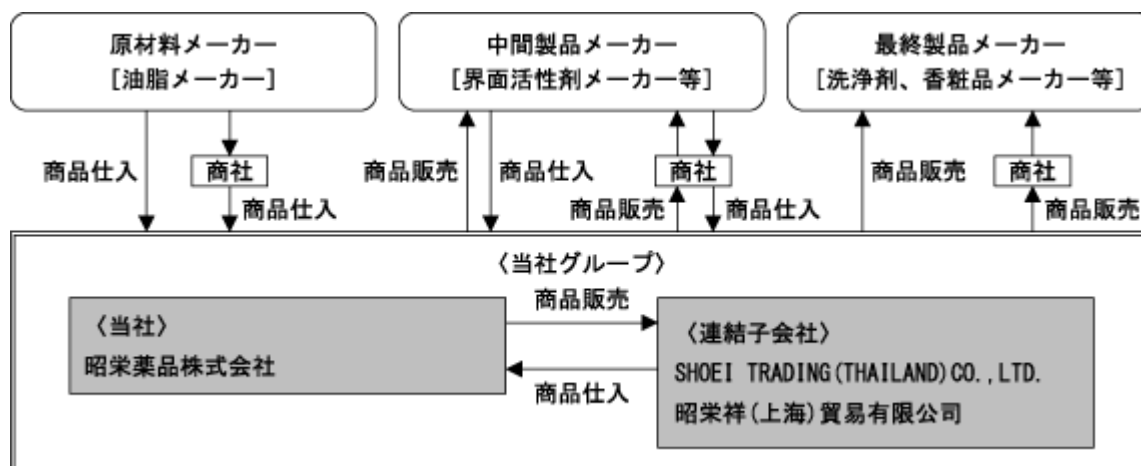 原材料メーカー
[油脂メーカー]
中間製品メーカー
[界面活性剤メーカー等]
最終製品メーカー
[洗浄剤、香粧品メーカー等]
商品仕入
商社
商品仕入
商品販売
商品仕入
商社
商品販売
商品仕入
商品販売
商社
商品販売
〈当社グループ〉
商品販売
〈当社〉
昭栄薬品株式会社
商品仕入
〈連結子会社〉
SHOEI TRADING(THAILAND)CO.,LTD.
昭栄祥(上海)貿易有限公司